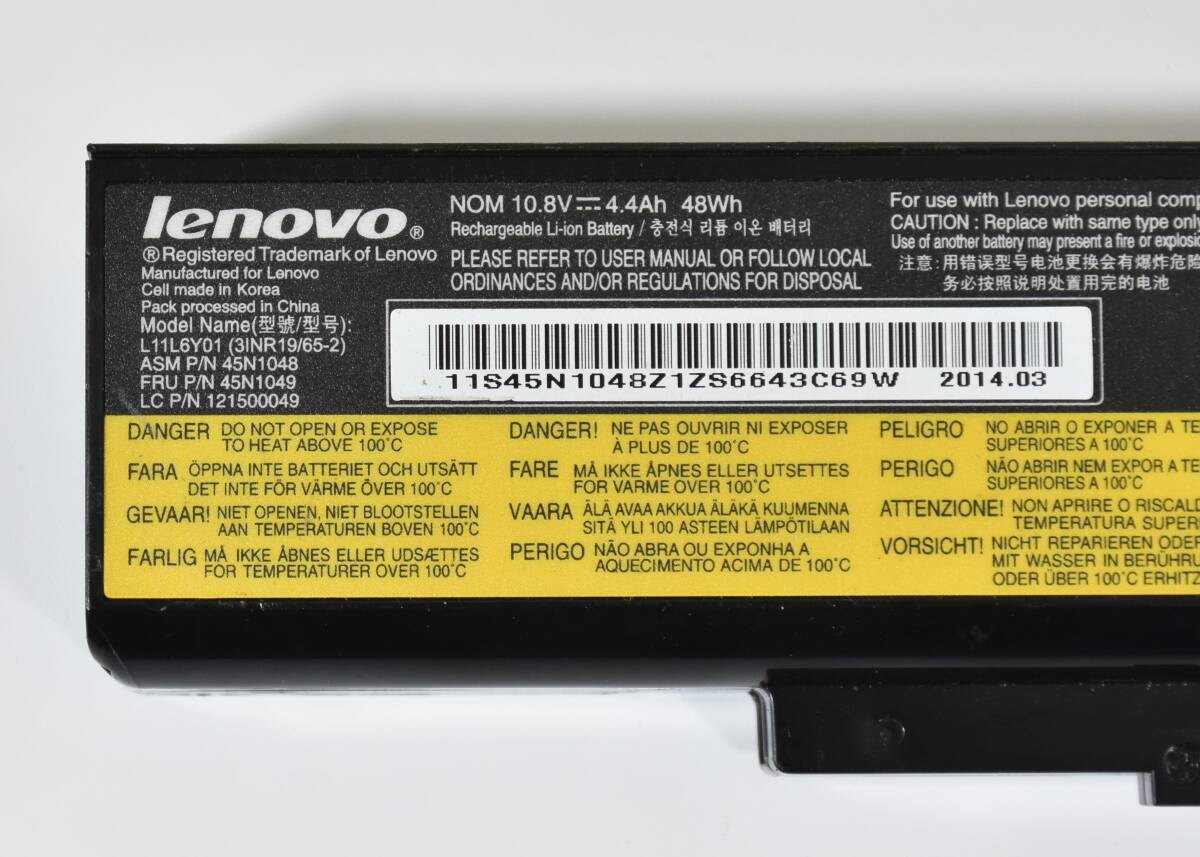 lenovo®
®Registered Trademark of Lenovo
Manufactured for Lenovo
Cell made in Korea
Pack processed in China
Model Name(型號/型号):
L11L6Y01 (3INR19/65-2)
ASM P/N 45N1048
FRU P/N 45N1049
LC P/N 121500049
NOM 10.8V⎓ 4.4Ah 48Wh
Rechargeable Li-ion Battery / 충전식 리튬 이온 배터리
PLEASE REFER TO USER MANUAL OR FOLLOW LOCAL
ORDINANCES AND/OR REGULATIONS FOR DISPOSAL
For use with Lenovo personal comp
CAUTION : Replace with same type only
Use of another battery may present a fire or explosi
注意: 用错误型号电池更换会有爆炸危险
务必按照说明处置用完的电池
11S45N1048Z1ZS6643C69W 2014.03
DANGER DO NOT OPEN OR EXPOSE
TO HEAT ABOVE 100°C
FARA ÖPPNA INTE BATTERIET OCH UTSÄTT
DET INTE FÖR VÄRME ÖVER 100°C
GEVAAR! NIET OPENEN, NIET BLOOTSTELLEN
AAN TEMPERATUREN BOVEN 100°C
FARLIG MÅ IKKE ÅBNES ELLER UDSÆTTES
FOR TEMPERATURER OVER 100°C
DANGER! NE PAS OUVRIR NI EXPOSER
À PLUS DE 100°C
FARE MÅ IKKE ÅPNES ELLER UTSETTES
FOR VARME OVER 100°C
VAARA ÄLÄ AVAA AKKUA ÄLÄKÄ KUUMENNA
SITÄ YLI 100 ASTEEN LÄMPÖTILAAN
PERIGO NÃO ABRA OU EXPONHA A
AQUECIMENTO ACIMA DE 100°C
PELIGRO NO ABRIR O EXPONER A TE
SUPERIORES A 100°C
PERIGO NÃO ABRIR NEM EXPOR A TE
SUPERIORES A 100°C
ATTENZIONE! NON APRIRE O RISCALD
TEMPERATURA SUPER
VORSICHT! NICHT REPARIEREN ODER
MIT WASSER IN BERÜHRU
ODER ÜBER 100°C ERHITZ